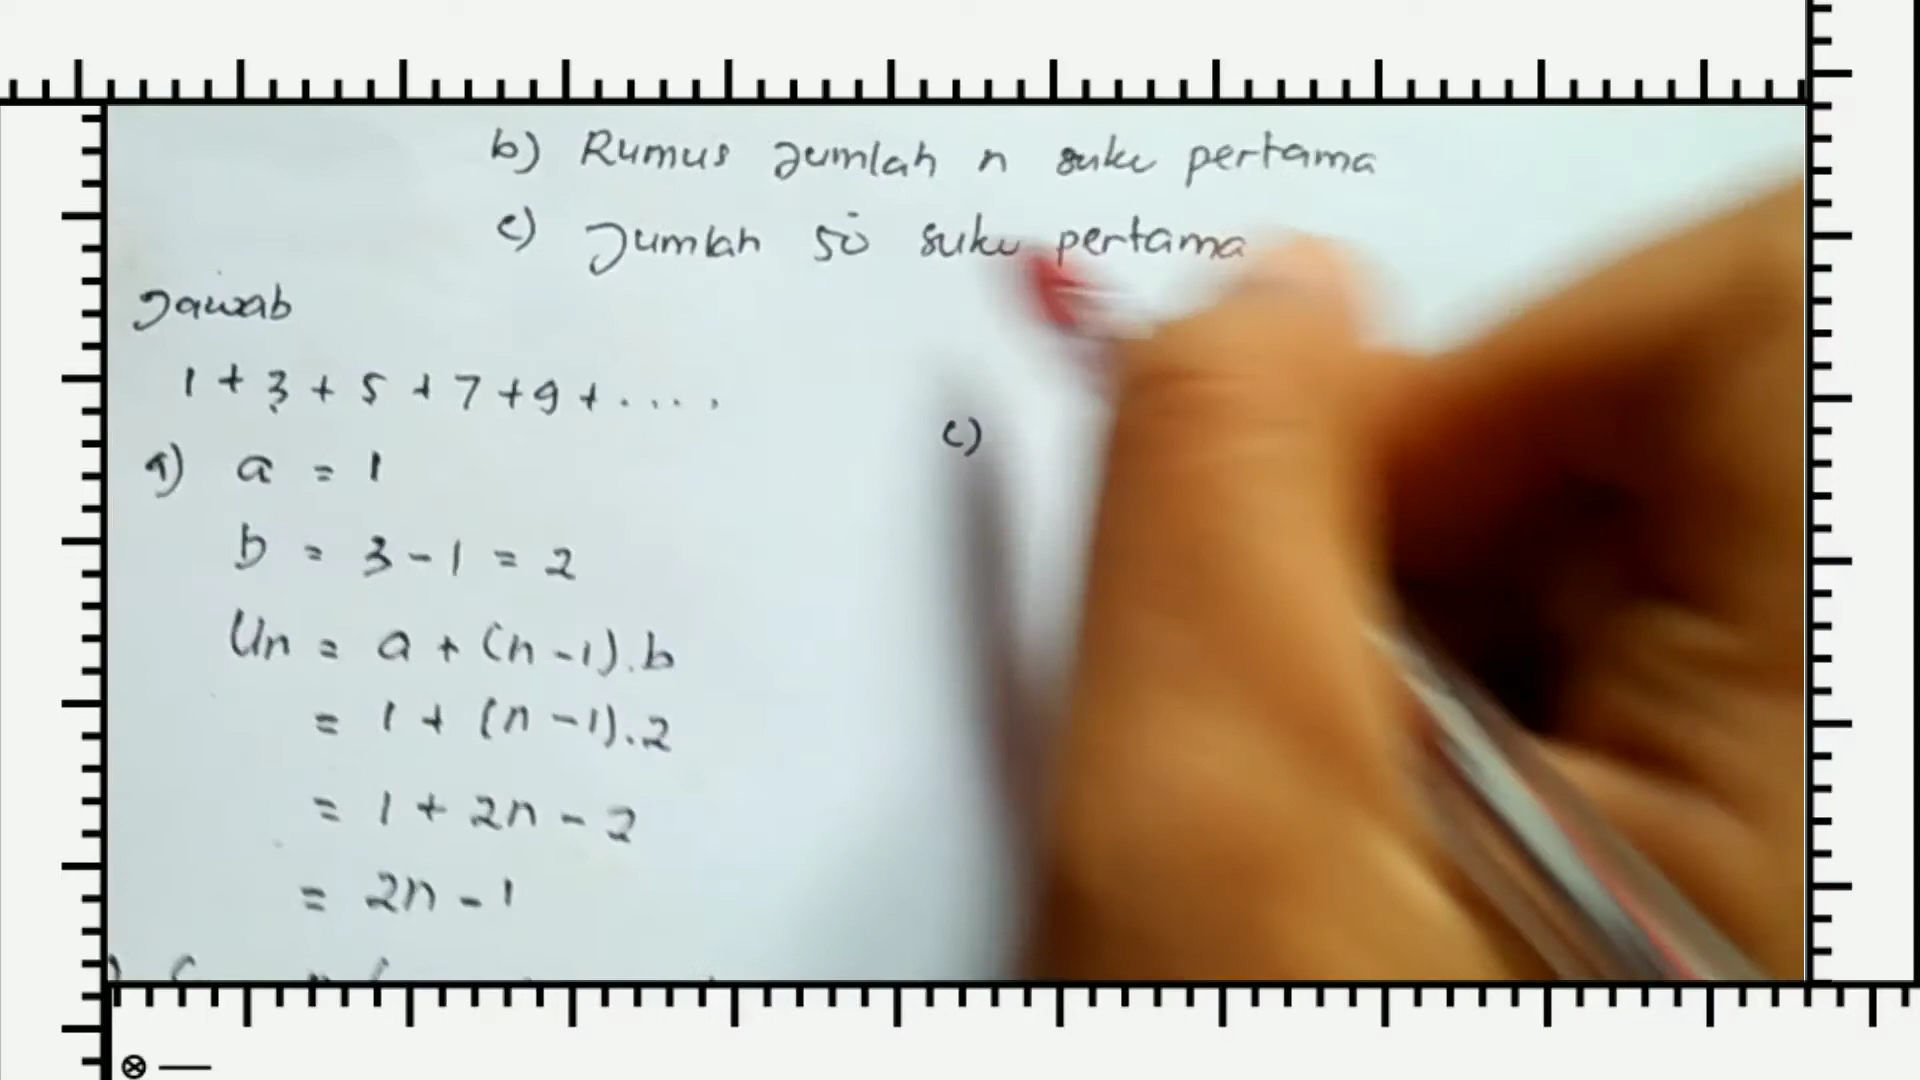 b) Rumus Jumlah n suku pertama
c) Jumlah 50 suku pertama
Jawab
1 + 3 + 5 + 7 + 9 + ....
a) a = 1
b = 3 - 1 = 2
Un = a + (n - 1).b
= 1 + (n - 1).2
= 1 + 2n - 2
= 2n - 1
c)